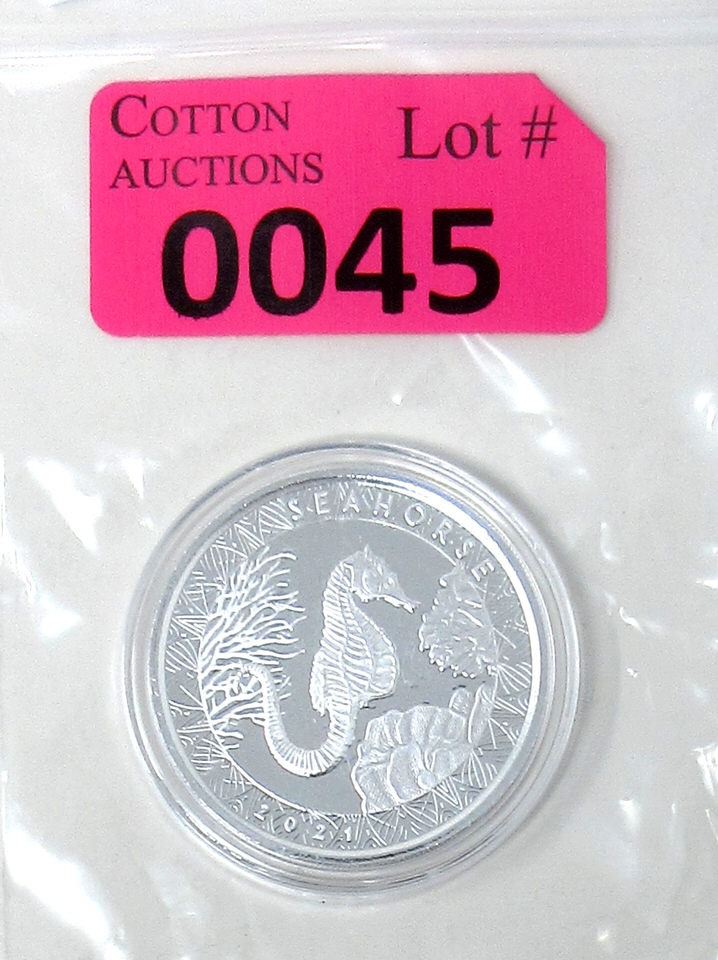 COTTON
AUCTIONS
Lot #
0045
SEAHORSE
2021